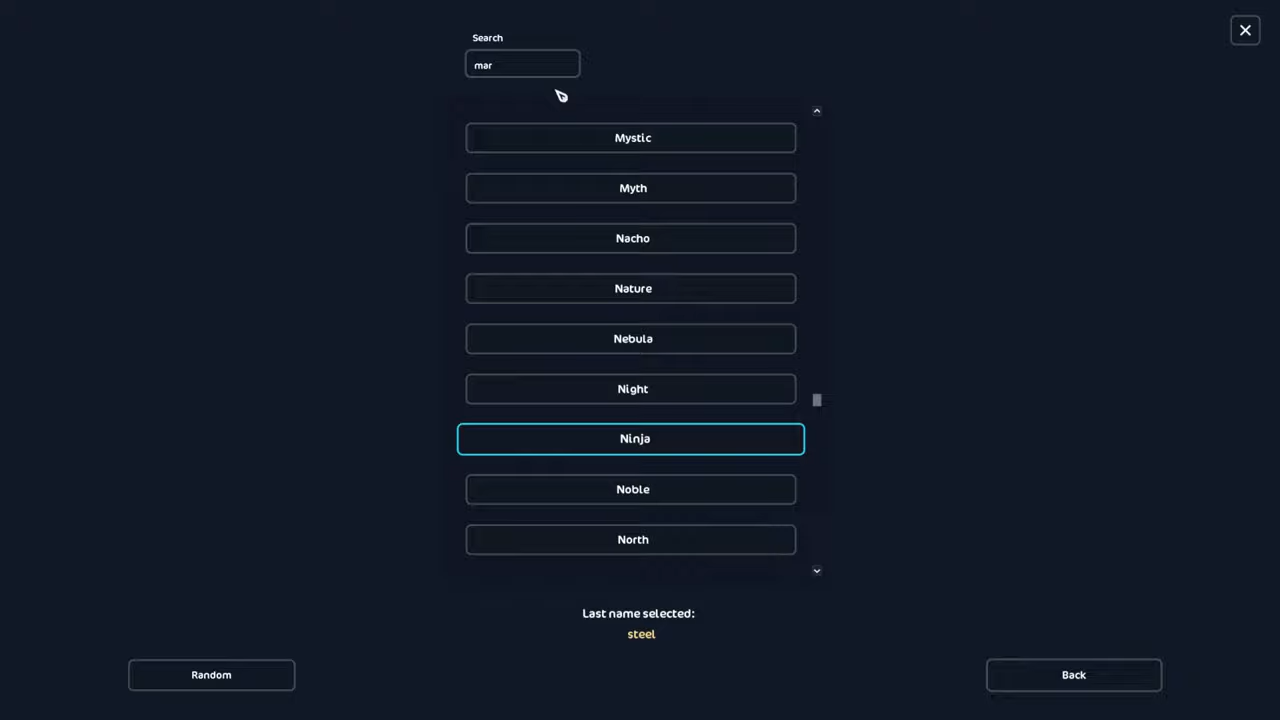 Search
mar
Mystic
Myth
Nacho
Nature
Nebula
Night
Ninja
Noble
North
Last name selected:
steel
Random
Back